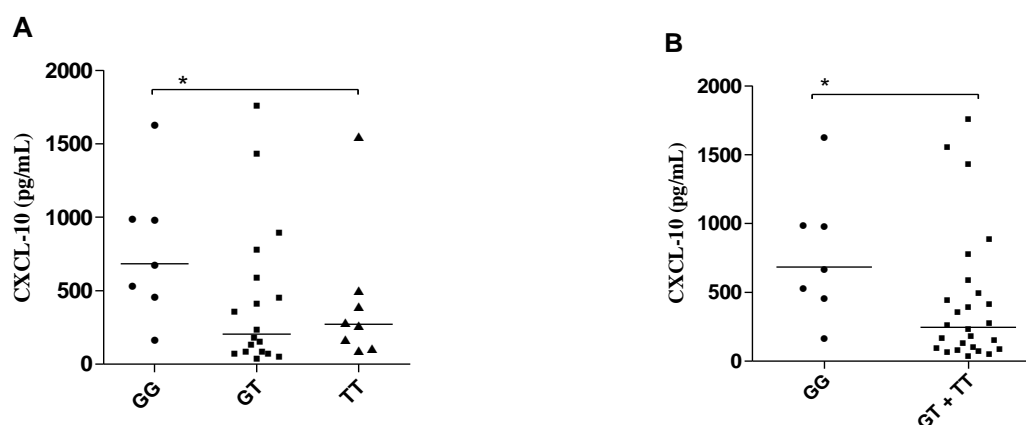 A
*
2000
1500
1000
500
0
CXCL-10 (pg/mL)
GG
GT
TT
B
*
2000
1500
1000
500
0
CXCL-10 (pg/mL)
GG
GT + TT